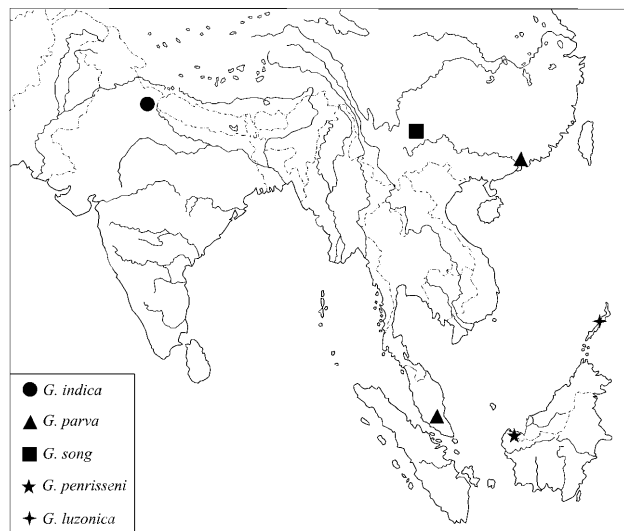 G. indica
G. parva
G. song
G. penrisseni
G. luzonica